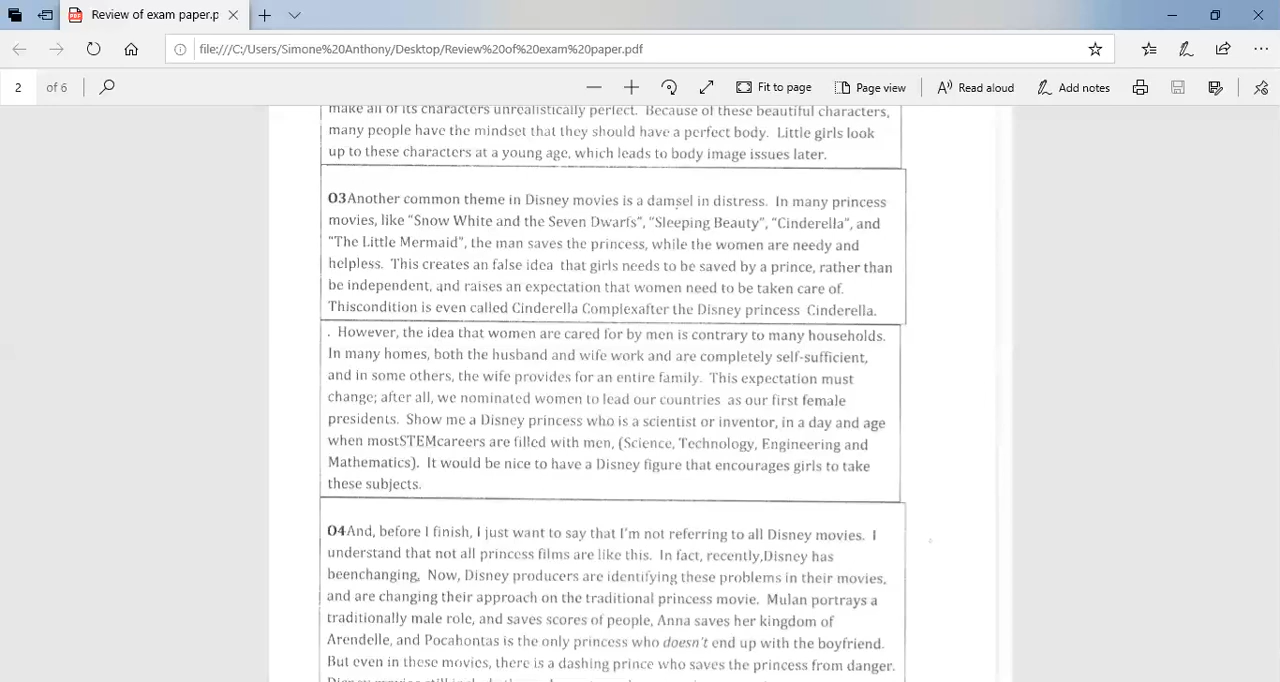 Review of exam paper.p
file:///C:/Users/Simone%20Anthony/Desktop/Review%20of%20exam%20paper.pdf
2 of 6
Fit to page
Page view
Read aloud
Add notes
make all of its characters unrealistically perfect. Because of these beautiful characters,
many people have the mindset that they should have a perfect body. Little girls look
up to these characters at a young age, which leads to body image issues later.
03Another common theme in Disney movies is a damsel in distress. In many princess
movies, like “Snow White and the Seven Dwarfs”, “Sleeping Beauty”, “Cinderella”, and
“The Little Mermaid”, the man saves the princess, while the women are needy and
helpless. This creates an false idea that girls needs to be saved by a prince, rather than
be independent, and raises an expectation that women need to be taken care of.
Thiscondition is even called Cinderella Complexafter the Disney princess Cinderella.
. However, the idea that women are cared for by men is contrary to many households.
In many homes, both the husband and wife work and are completely self-sufficient,
and in some others, the wife provides for an entire family. This expectation must
change; after all, we nominated women to lead our countries as our first female
presidents. Show me a Disney princess who is a scientist or inventor, in a day and age
when mostSTEMcareers are filled with men, (Science, Technology, Engineering and
Mathematics). It would be nice to have a Disney figure that encourages girls to take
these subjects.
04And, before I finish, I just want to say that I’m not referring to all Disney movies. I
understand that not all princess films are like this. In fact, recently,Disney has
beenchanging. Now, Disney producers are identifying these problems in their movies,
and are changing their approach on the traditional princess movie. Mulan portrays a
traditionally male role, and saves scores of people, Anna saves her kingdom of
Arendelle, and Pocahontas is the only princess who doesn’t end up with the boyfriend.
But even in these movies, there is a dashing prince who saves the princess from danger.